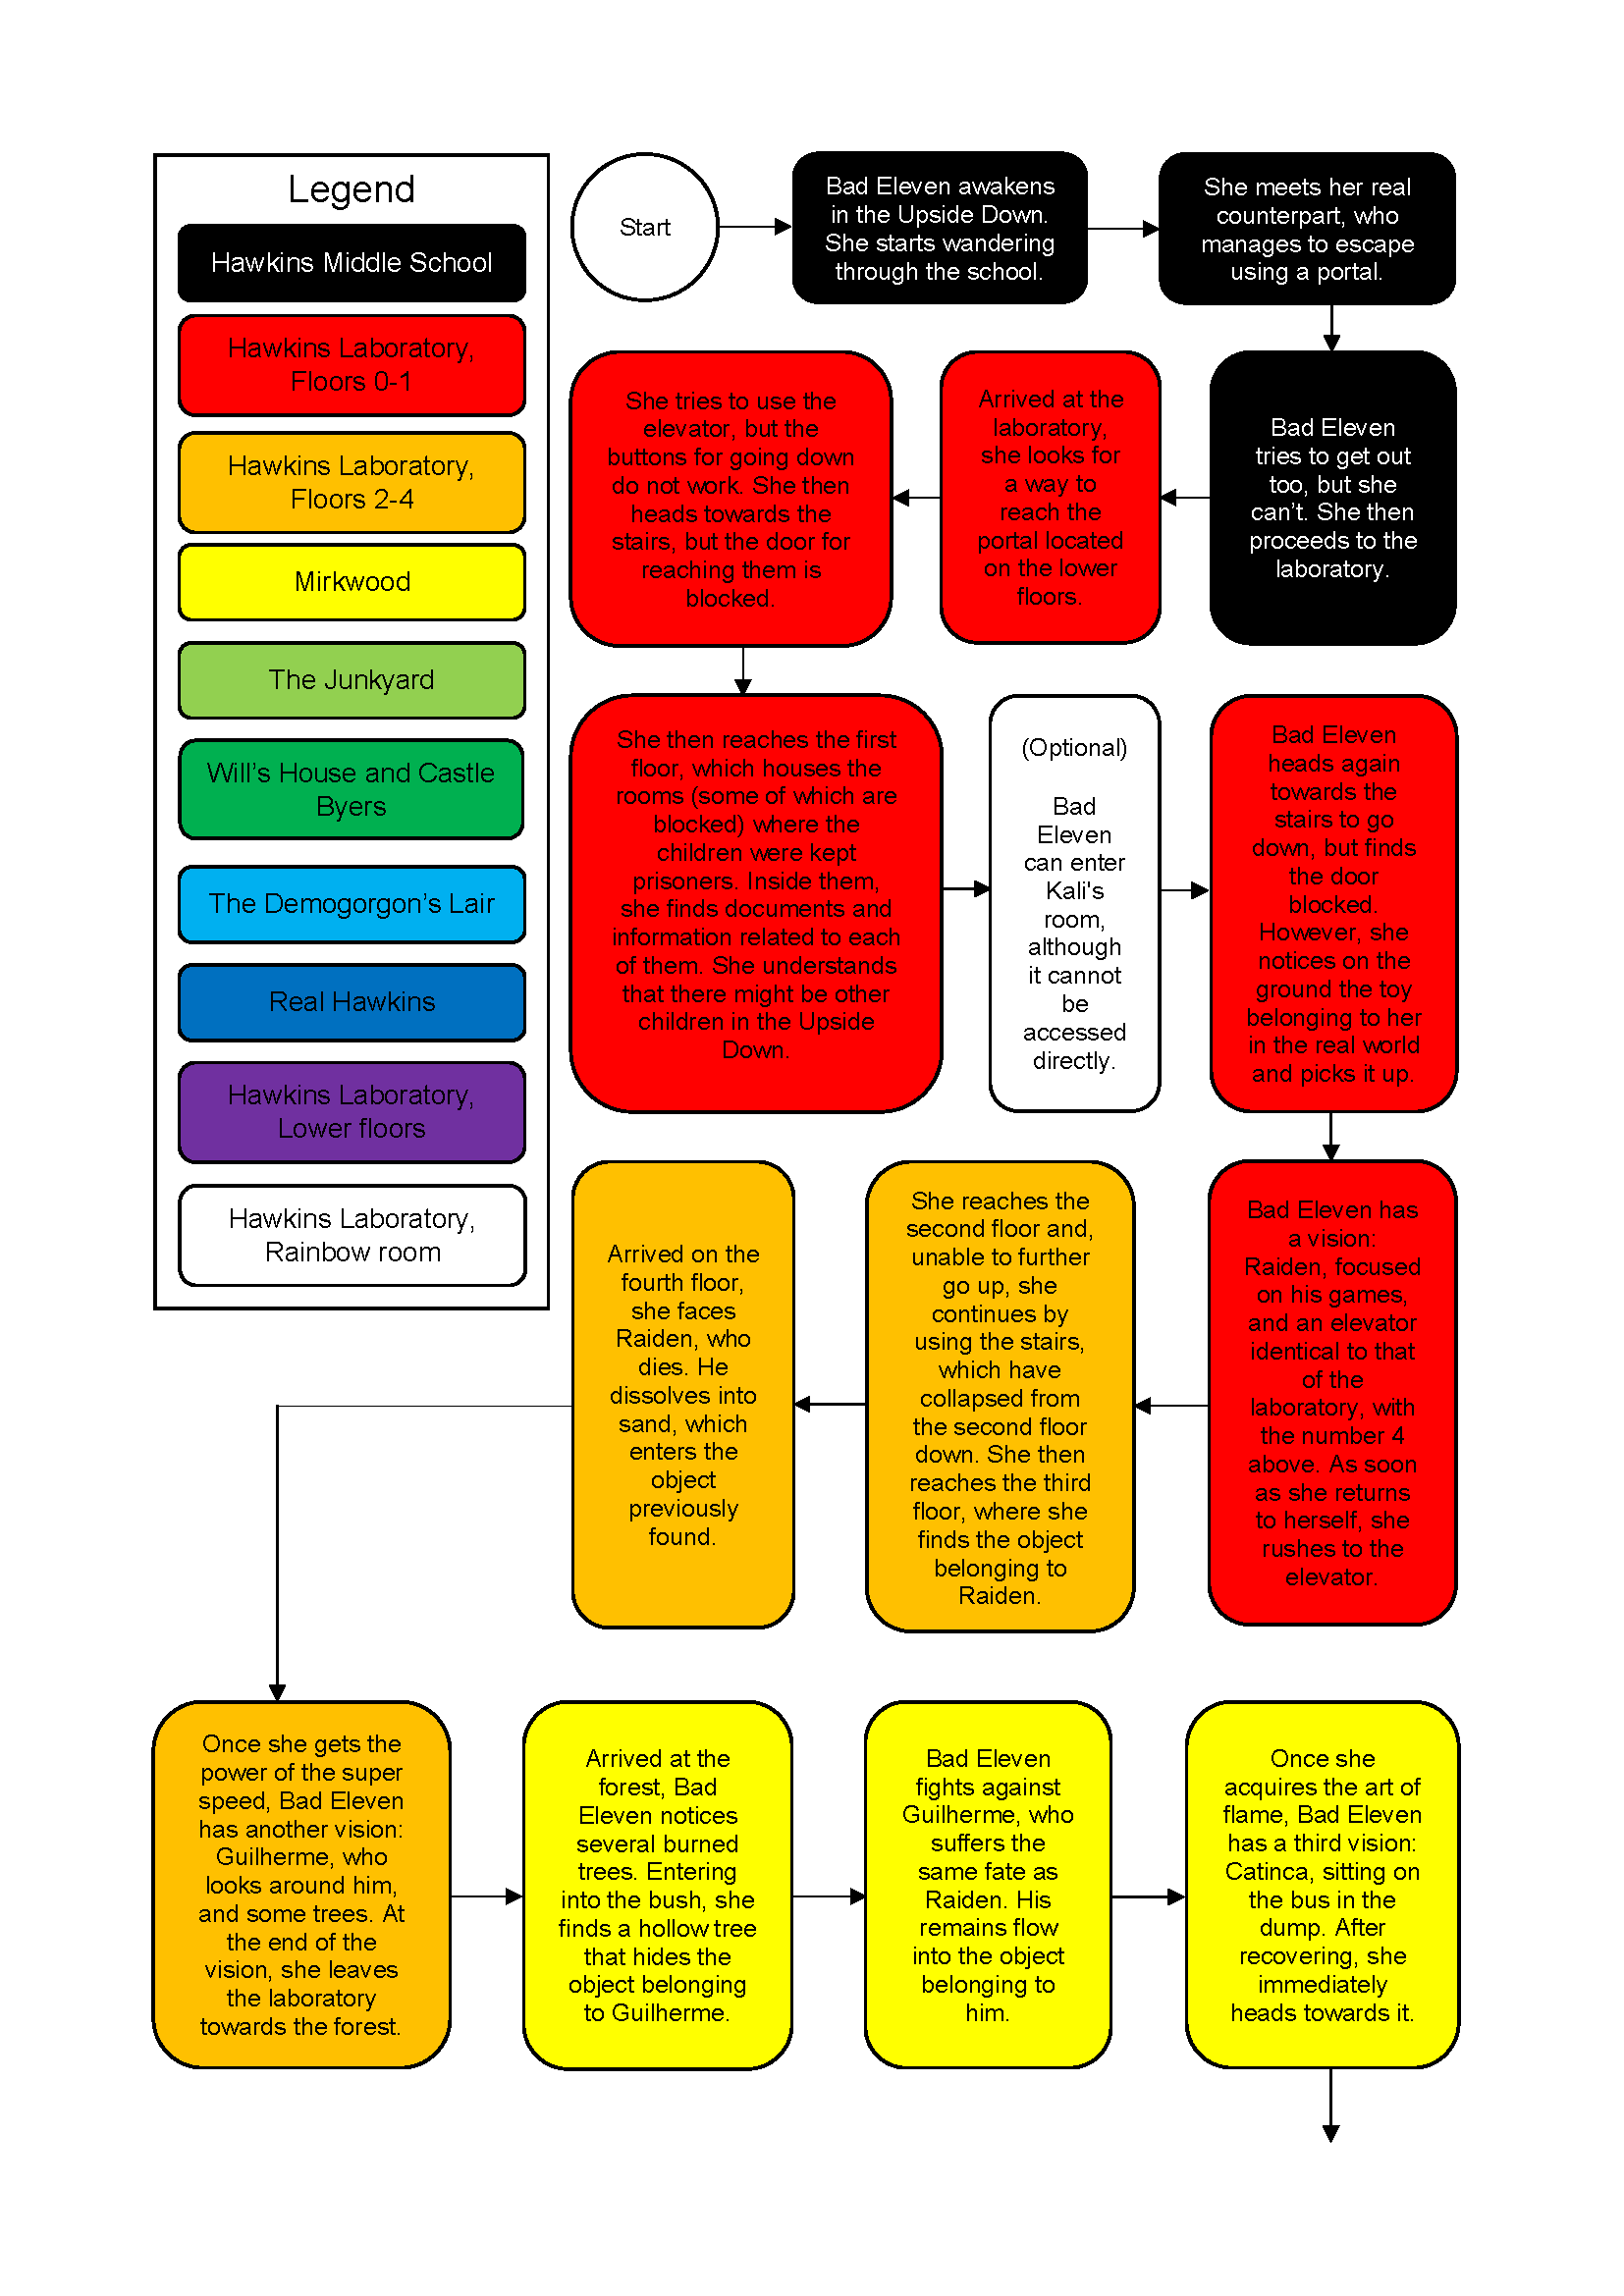 Legend
Hawkins Middle School
Hawkins Laboratory,
Floors 0-1
Hawkins Laboratory,
Floors 2-4
Mirkwood
The Junkyard
Will's House and Castle
Byers
The Demogorgon's Lair
Real Hawkins
Hawkins Laboratory,
Lower floors
Hawkins Laboratory,
Rainbow room
Start
Bad Eleven awakens
in the Upside Down.
She starts wandering
through the school.
She meets her real
counterpart, who
manages to escape
using a portal.
Bad Eleven
tries to get out
too, but she
can't. She then
proceeds to the
laboratory.
Arrived at the
laboratory,
she looks for
a way to
reach the
portal located
on the lower
floors.
She tries to use the
elevator, but the
buttons for going down
do not work. She then
heads towards the
stairs, but the door for
reaching them is
blocked.
She then reaches the first
floor, which houses the
rooms (some of which are
blocked) where the
children were kept
prisoners. Inside them,
she finds documents and
information related to each
of them. She understands
that there might be other
children in the Upside
Down.
(Optional)
Bad
Eleven
can enter
Kali's
room,
although
it cannot
be
accessed
directly.
Bad Eleven
heads again
towards the
stairs to go
down, but finds
the door
blocked.
However, she
notices on the
ground the toy
belonging to her
in the real world
and picks it up.
Bad Eleven has
a vision:
Raiden, focused
on his games,
and an elevator
identical to that
of the
laboratory, with
the number 4
above. As soon
as she returns
to herself, she
rushes to the
elevator.
She reaches the
second floor and,
unable to further
go up, she
continues by
using the stairs,
which have
collapsed from
the second floor
down. She then
reaches the third
floor, where she
finds the object
belonging to
Raiden.
Arrived on the
fourth floor,
she faces
Raiden, who
dies. He
dissolves into
sand, which
enters the
object
previously
found.
Once she gets the
power of the super
speed, Bad Eleven
has another vision:
Guilherme, who
looks around him,
and some trees. At
the end of the
vision, she leaves
the laboratory
towards the forest.
Arrived at the
forest, Bad
Eleven notices
several burned
trees. Entering
into the bush, she
finds a hollow tree
that hides the
object belonging
to Guilherme.
Bad Eleven
fights against
Guilherme, who
suffers the
same fate as
Raiden. His
remains flow
into the object
belonging to
him.
Once she
acquires the art of
flame, Bad Eleven
has a third vision:
Catinca, sitting on
the bus in the
dump. After
recovering, she
immediately
heads towards it.